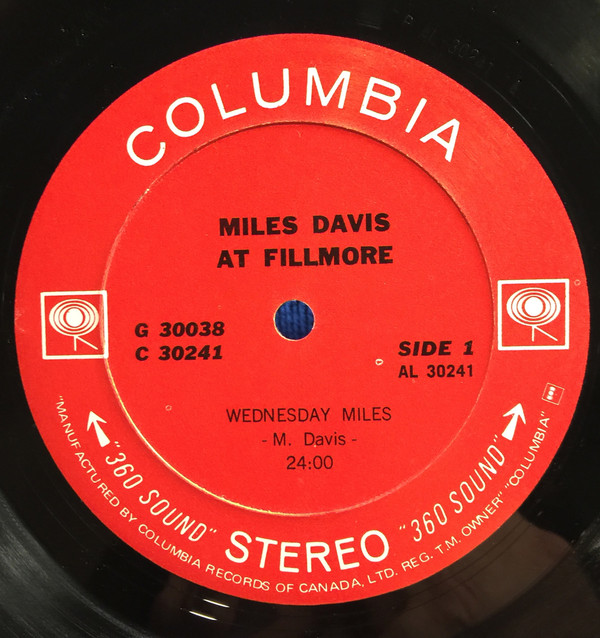 COLUMBIA
MILES DAVIS
AT FILLMORE
G 30038
C 30241
SIDE 1
AL 30241
WEDNESDAY MILES
- M. Davis -
24:00
"360 SOUND" STEREO "360 SOUND"
"MANUFACTURED BY COLUMBIA RECORDS OF CANADA, LTD. REG. T.M. OWNER" "COLUMBIA"